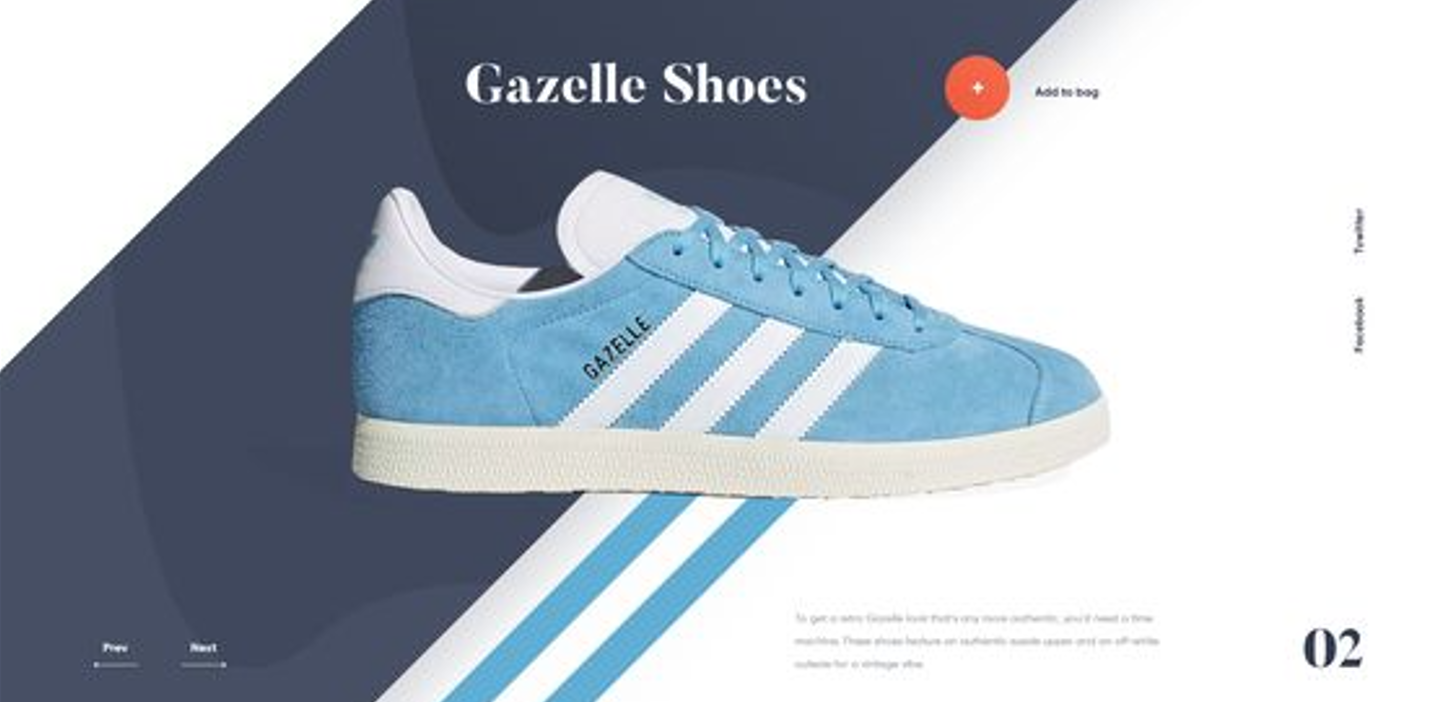 Gazelle Shoes
+
Add to bag
Twitter
Facebook
GAZELLE
To get a retro Gazelle look that's any more authentic, you'd need a time
machine. These shoes feature an authentic suede upper and an off-white
outsole for a vintage vibe.
Prev
Next
02